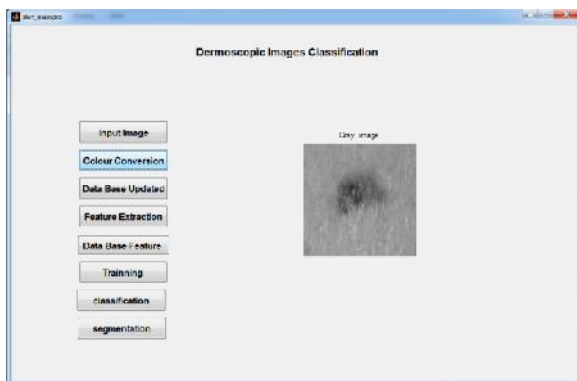 Dermoscopic Images Classification
Input Image
Colour Conversion
Data Base Updated
Feature Extraction
Data Base Feature
Trainning
classification
segmentation
Gray image